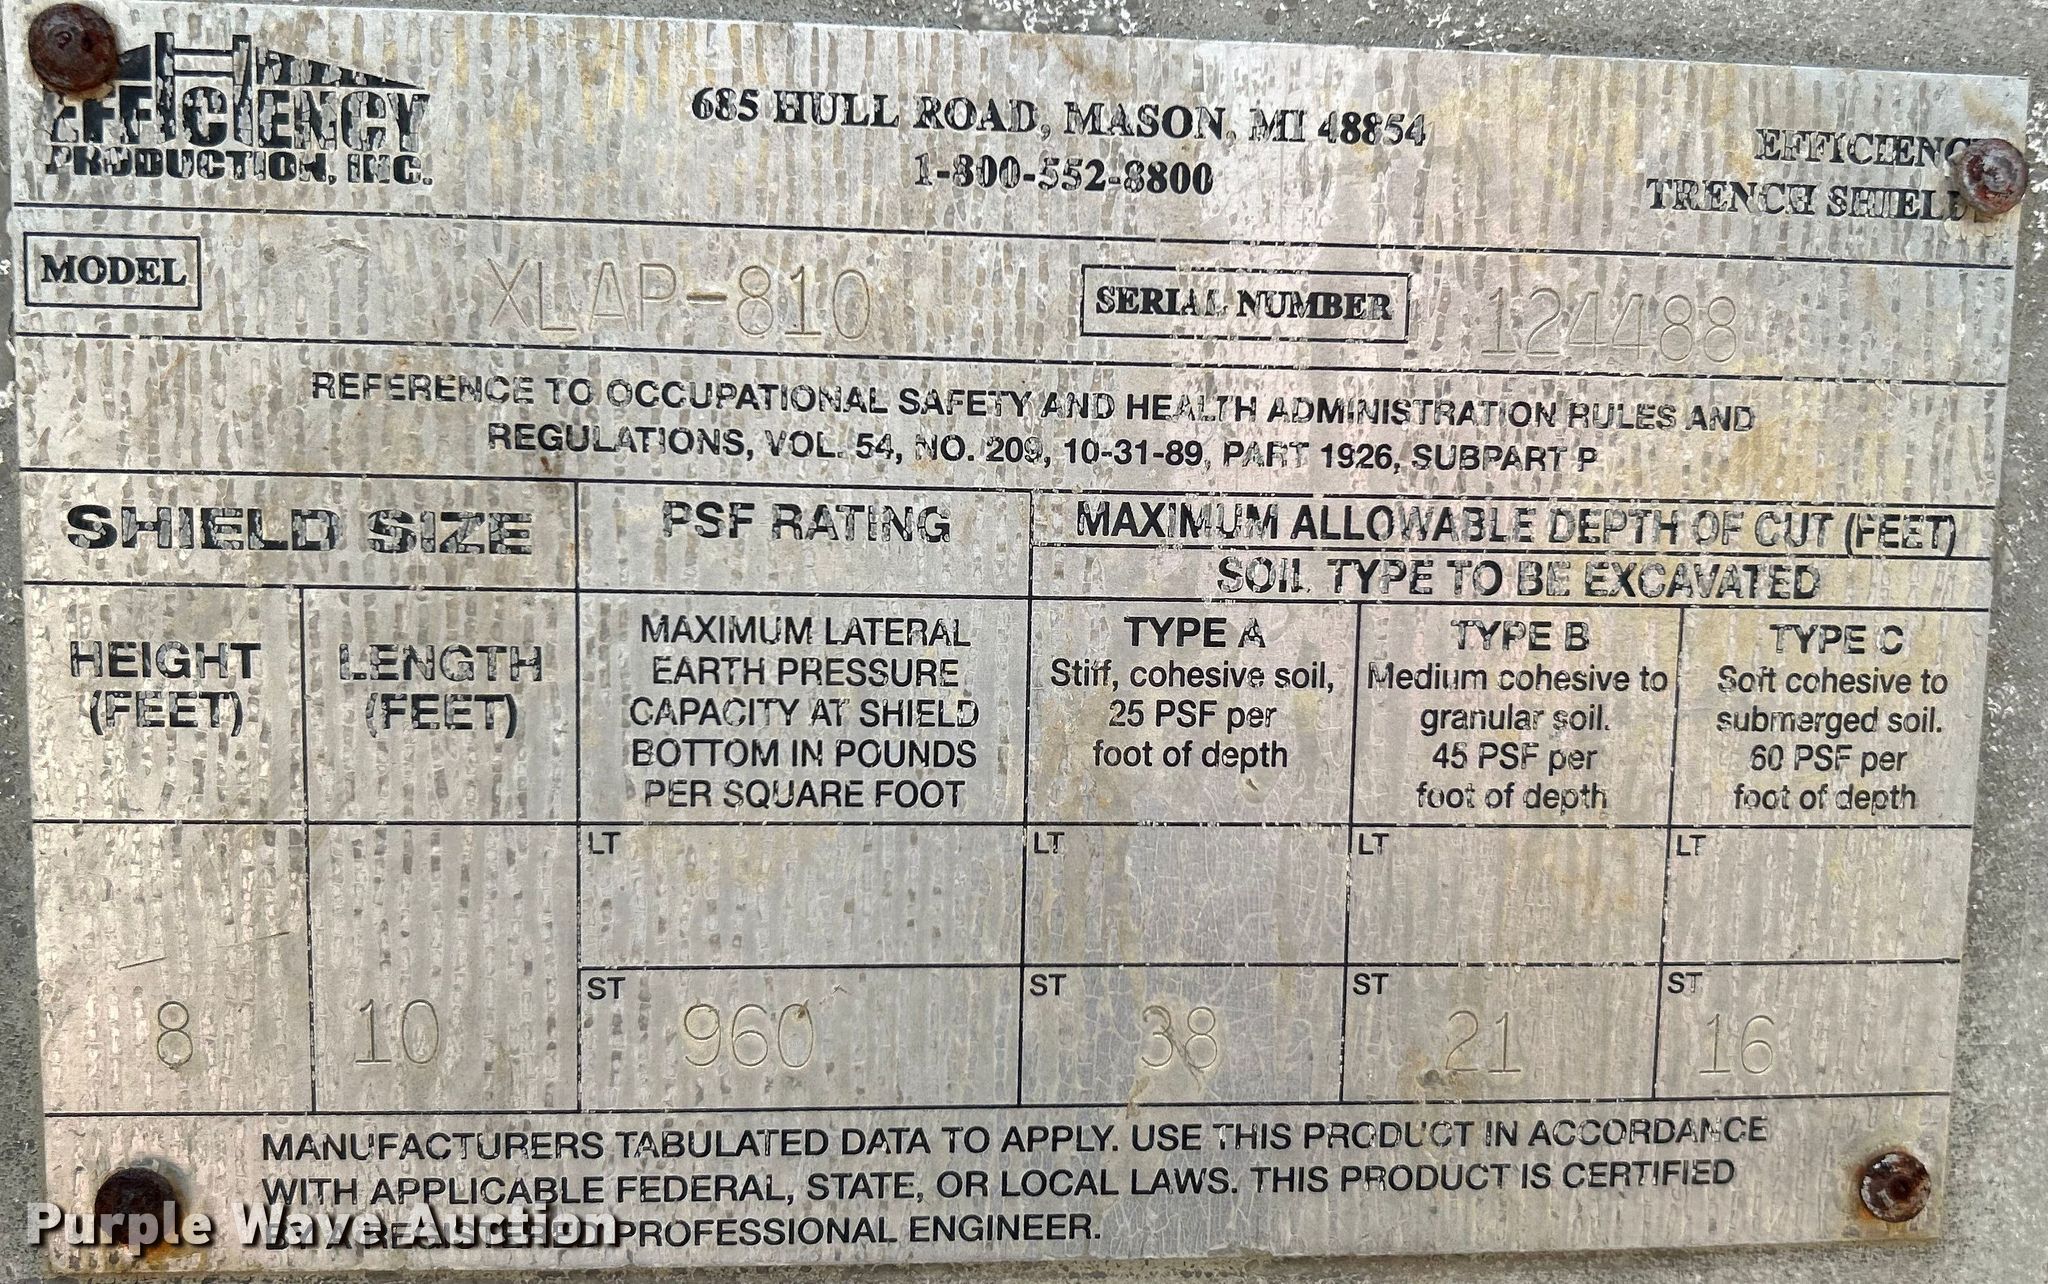 EFFICIENCY
PRODUCTION, INC.
685 HULL ROAD, MASON, MI 48854
1-800-552-8800
EFFICIENCY
TRENCH SHIELDS
MODEL XLAP-810
SERIAL NUMBER 124488
REFERENCE TO OCCUPATIONAL SAFETY AND HEALTH ADMINISTRATION RULES AND
REGULATIONS, VOL. 54, NO. 209, 10-31-89, PART 1926, SUBPART P
SHIELD SIZE
PSF RATING
MAXIMUM ALLOWABLE DEPTH OF CUT (FEET)
SOIL TYPE TO BE EXCAVATED
HEIGHT
(FEET)
LENGTH
(FEET)
MAXIMUM LATERAL
EARTH PRESSURE
CAPACITY AT SHIELD
BOTTOM IN POUNDS
PER SQUARE FOOT
TYPE A
Stiff, cohesive soil,
25 PSF per
foot of depth
TYPE B
Medium cohesive to
granular soil.
45 PSF per
foot of depth
TYPE C
Soft cohesive to
submerged soil.
60 PSF per
foot of depth
LT LT LT LT
8 10 ST 960 ST 38 ST 21 ST 16
MANUFACTURERS TABULATED DATA TO APPLY. USE THIS PRODUCT IN ACCORDANCE
WITH APPLICABLE FEDERAL, STATE, OR LOCAL LAWS. THIS PRODUCT IS CERTIFIED
BY A REGISTERED PROFESSIONAL ENGINEER.
Purple Wave Auction